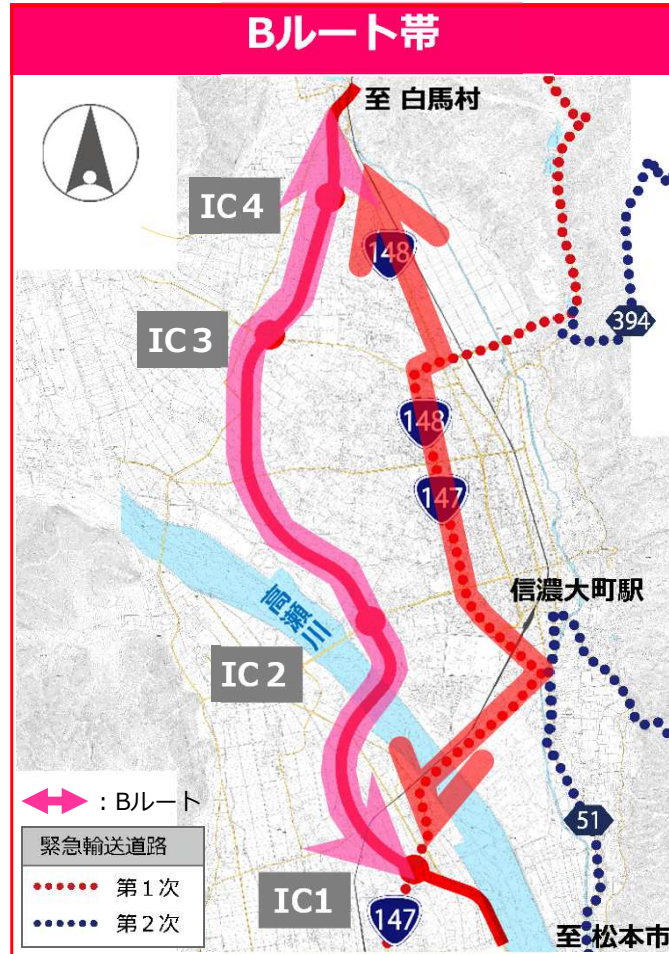 Bルート帯
至 白馬村
IC4
148
394
IC3
148
147
信濃大町駅
高瀬川
IC2
:Bルート
緊急輸送道路
第1次
第2次
51
IC1
147
至 松本市